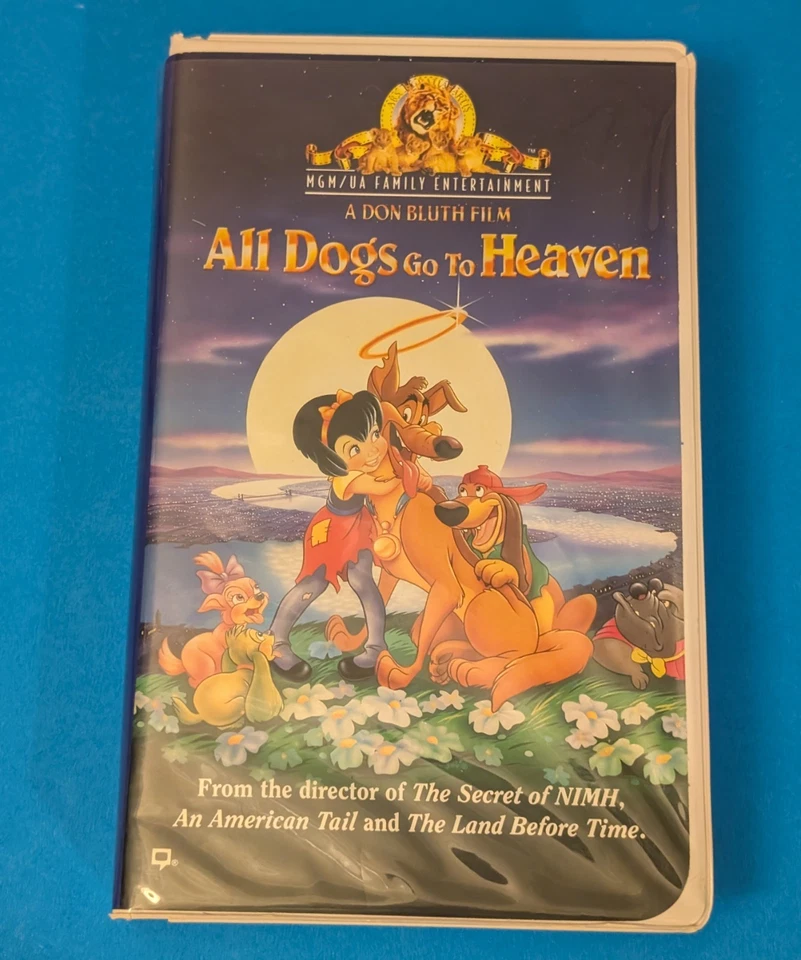 MGM/UA FAMILY ENTERTAINMENT
TM
A DON BLUTH FILM
All Dogs Go To Heaven
From the director of The Secret of NIMH,
An American Tail and The Land Before Time.
®